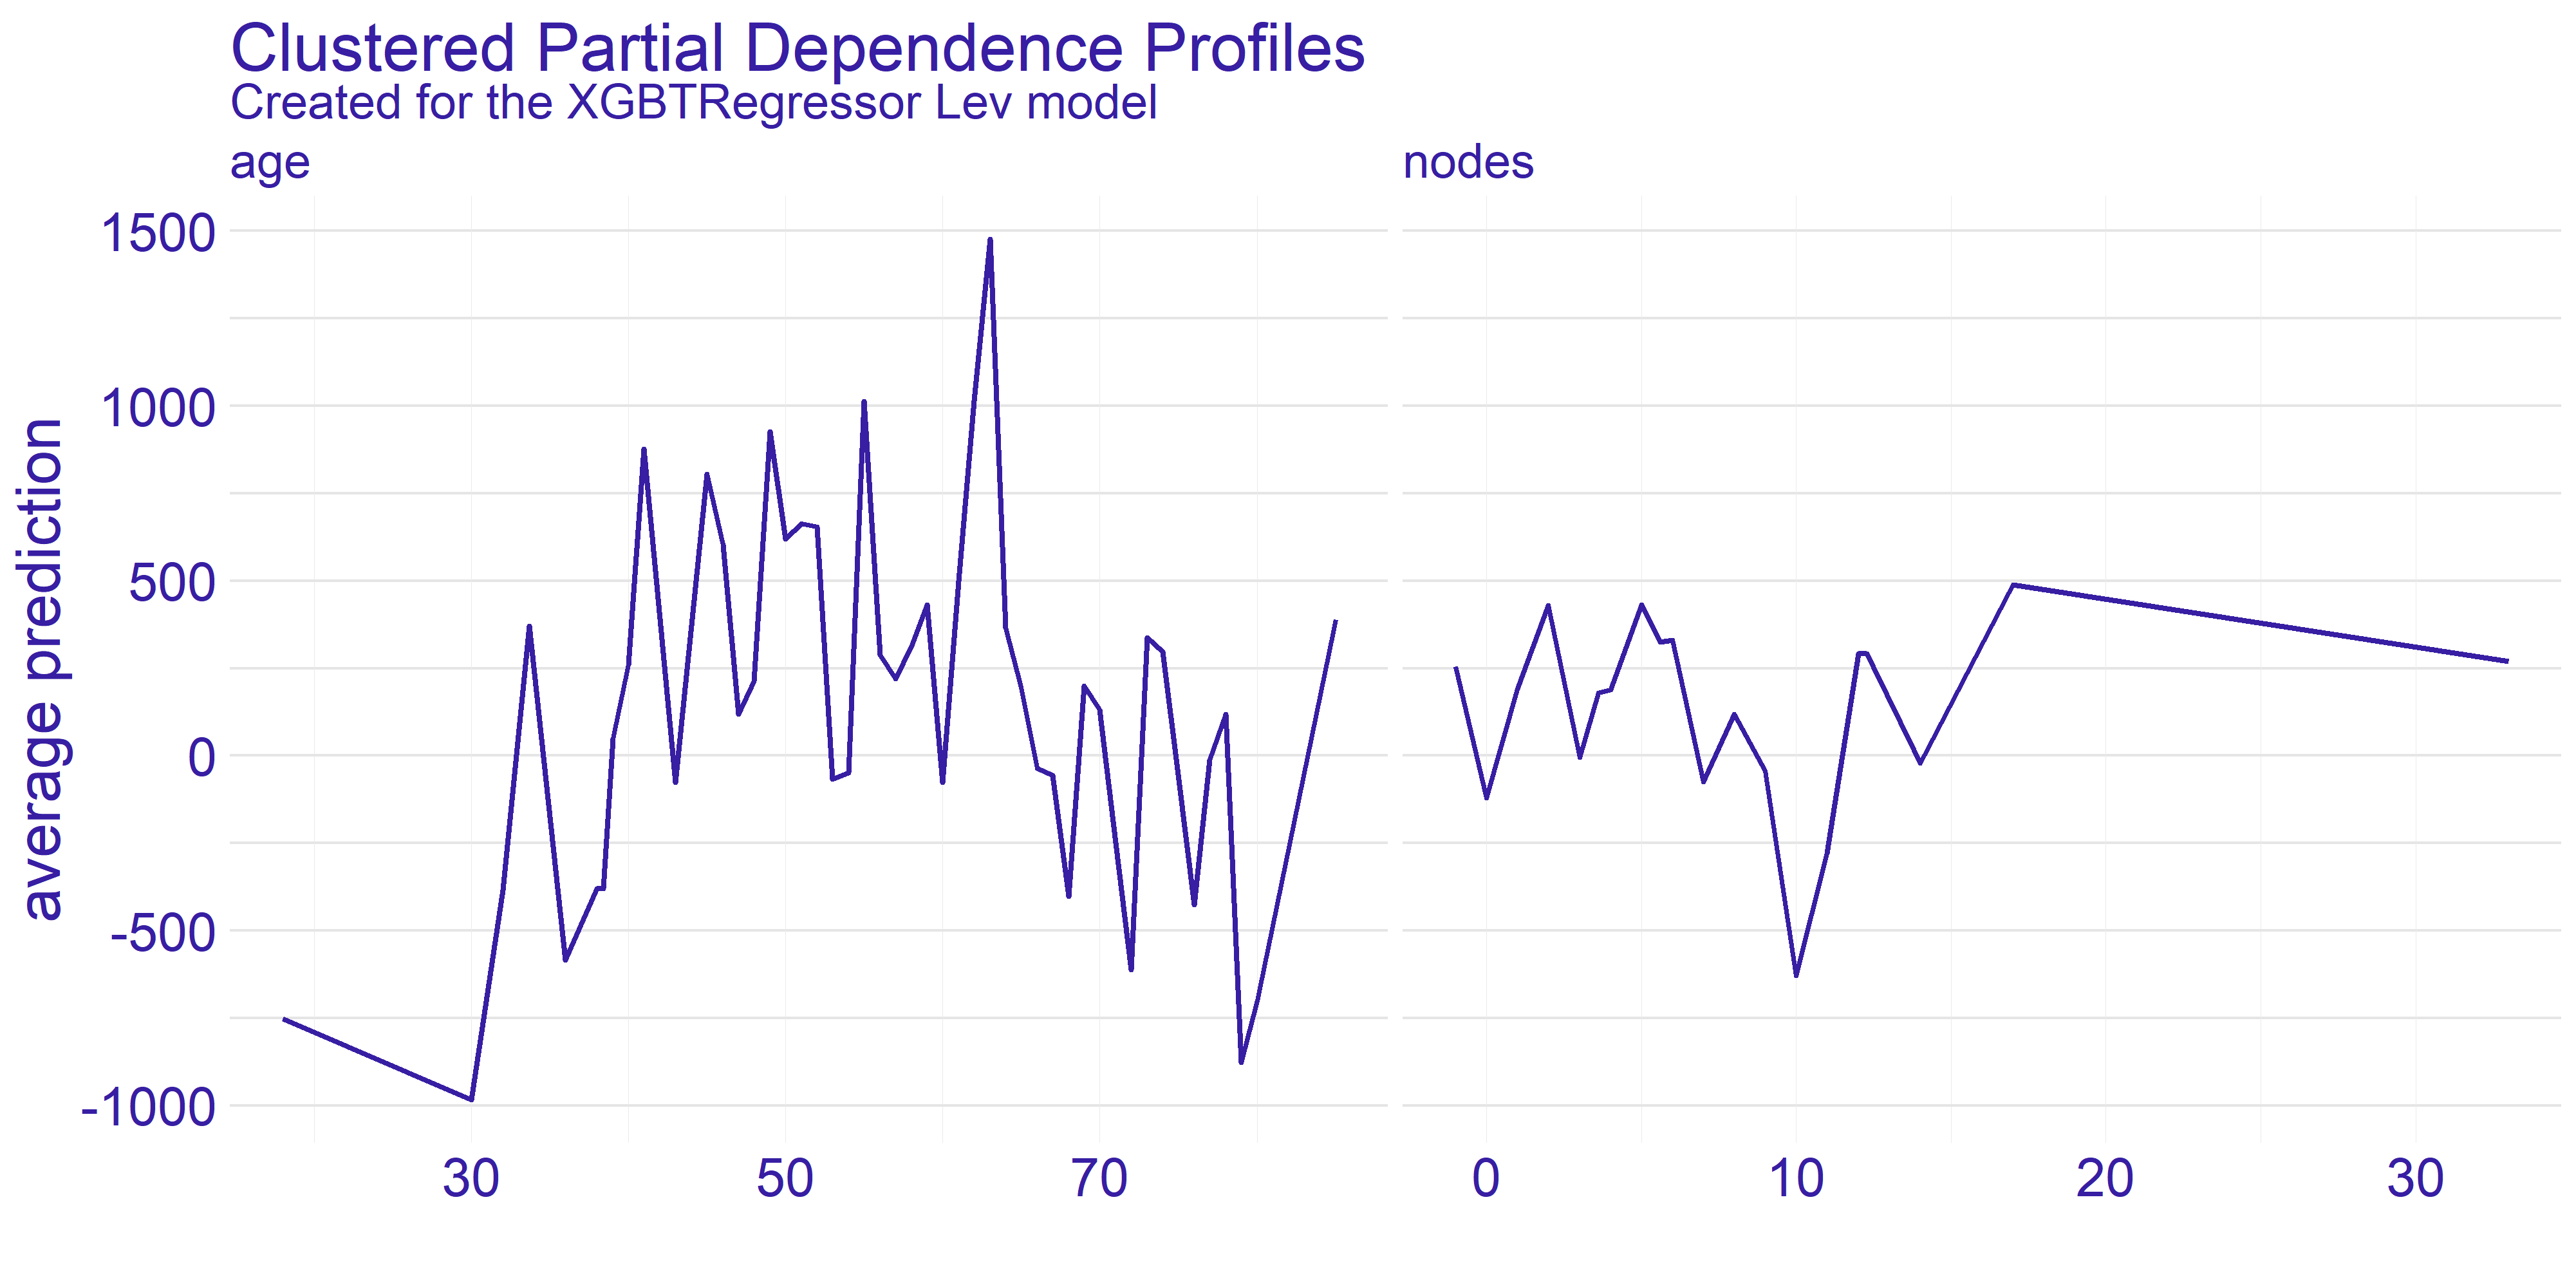 Clustered Partial Dependence Profiles
Created for the XGBTRegressor Lev model
age
nodes
average prediction
1500
1000
500
0
-500
-1000
30 50 70
0 10 20 30